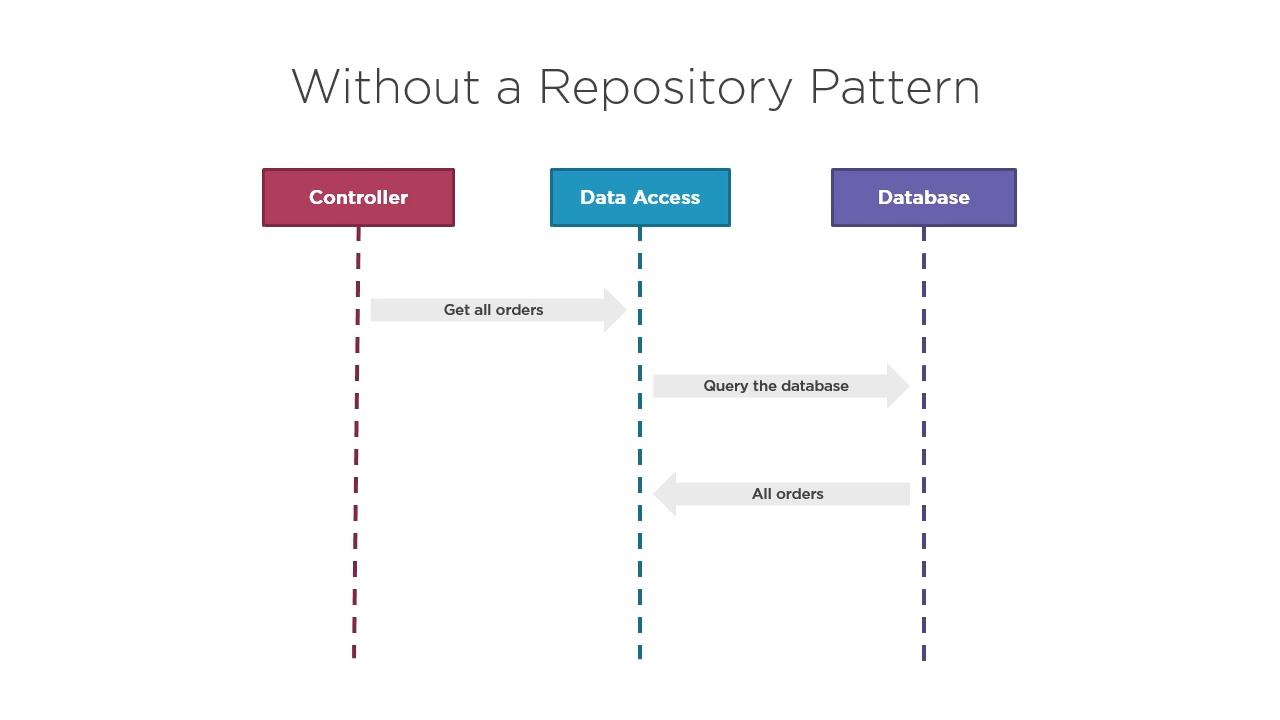 Without a Repository Pattern
Controller
Data Access
Database
Get all orders
Query the database
All orders